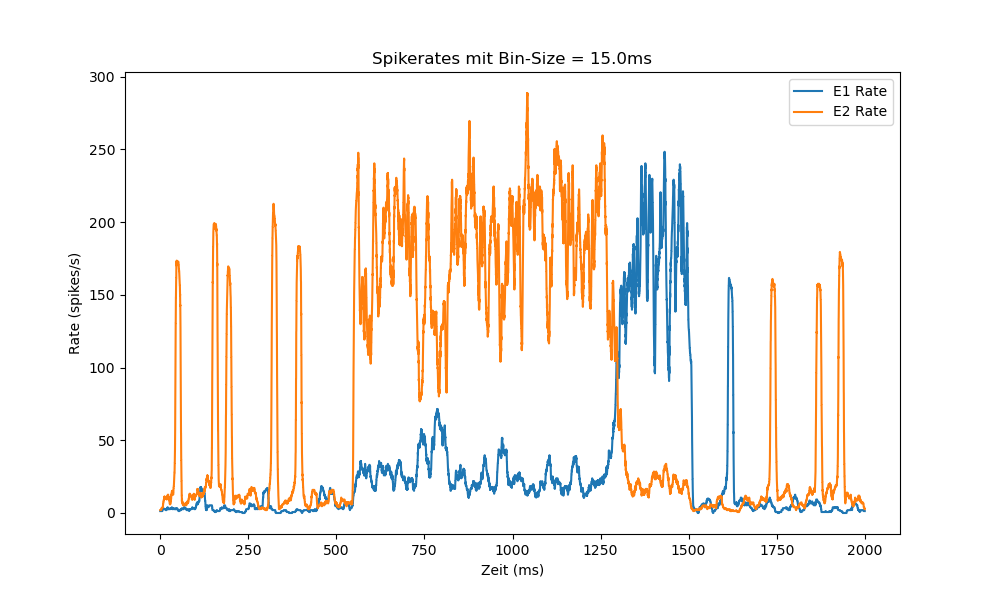 Spikerates mit Bin-Size = 15.0ms
E1 Rate
E2 Rate
Rate (spikes/s)
300
250
200
150
100
50
0
0 250 500 750 1000 1250 1500 1750 2000
Zeit (ms)